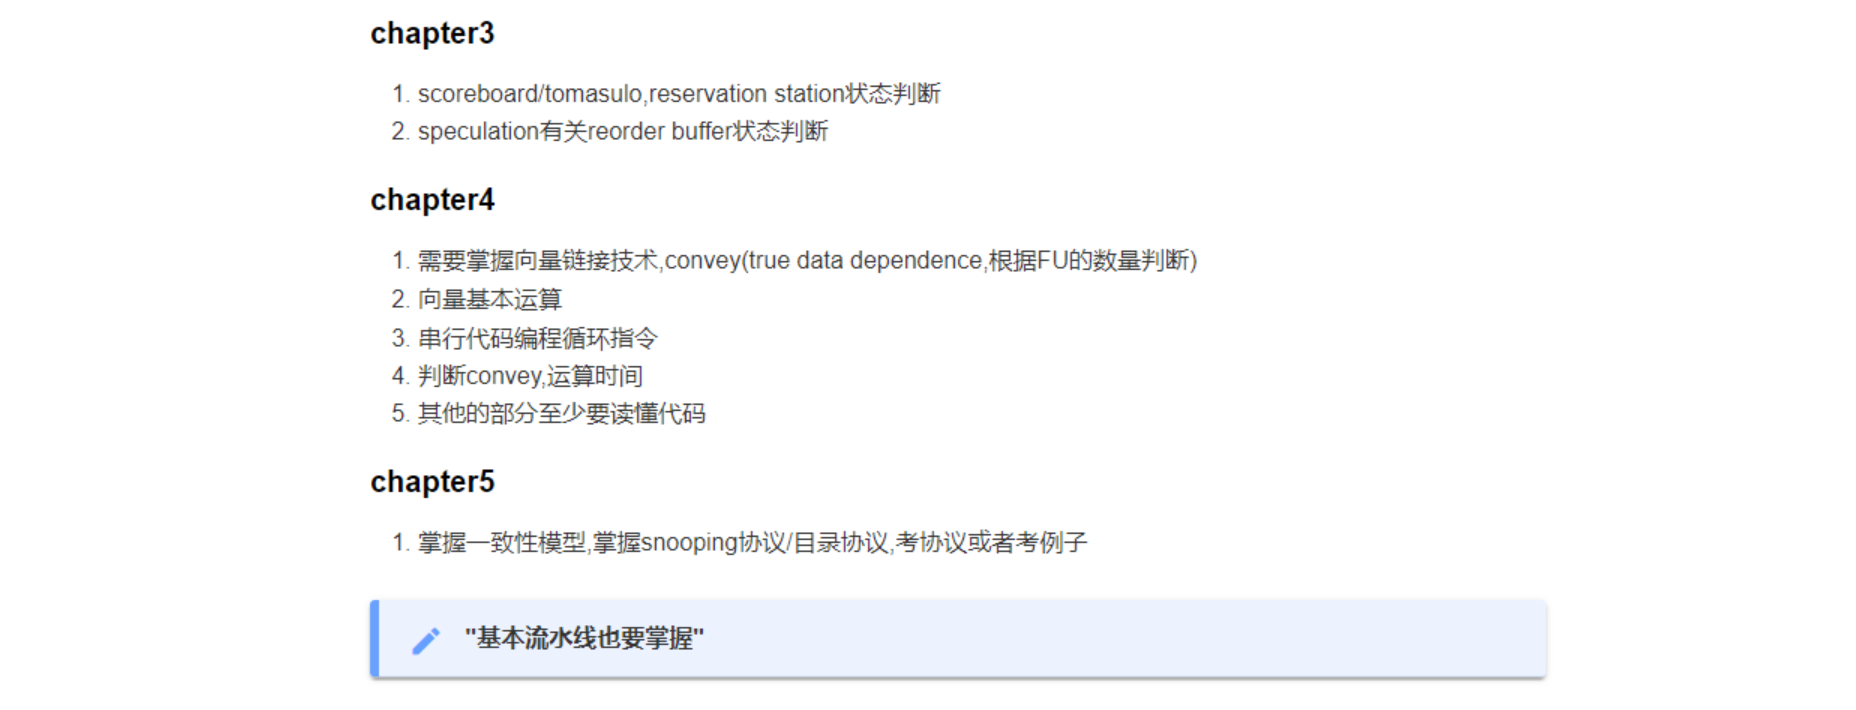 chapter3
1. scoreboard/tomasulo,reservation station状态判断
2. speculation有关reorder buffer状态判断
chapter4
1. 需要掌握向量链接技术,convey(true data dependence,根据FU的数量判断)
2. 向量基本运算
3. 串行代码编程循环指令
4. 判断convey,运算时间
5. 其他的部分至少要读懂代码
chapter5
1. 掌握一致性模型,掌握snooping协议/目录协议,考协议或者考例子
"基本流水线也要掌握"